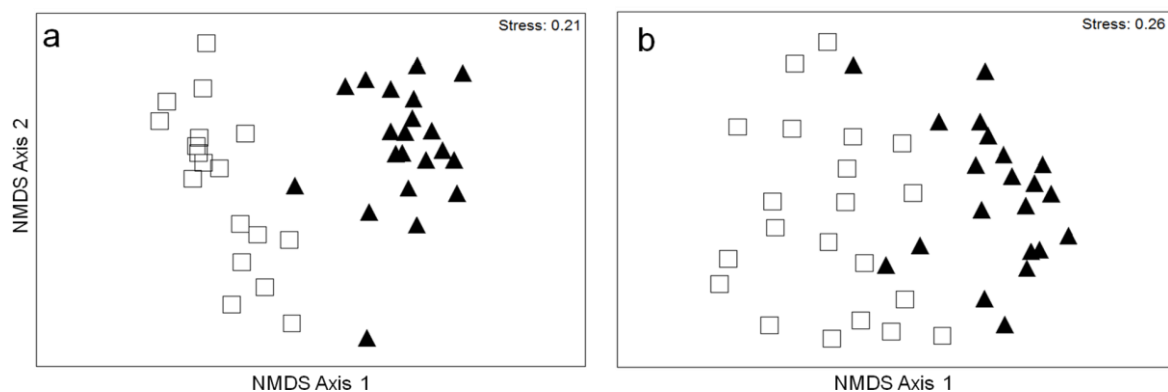 a
Stress: 0.21
NMDS Axis 2
NMDS Axis 1
b
Stress: 0.26
NMDS Axis 1